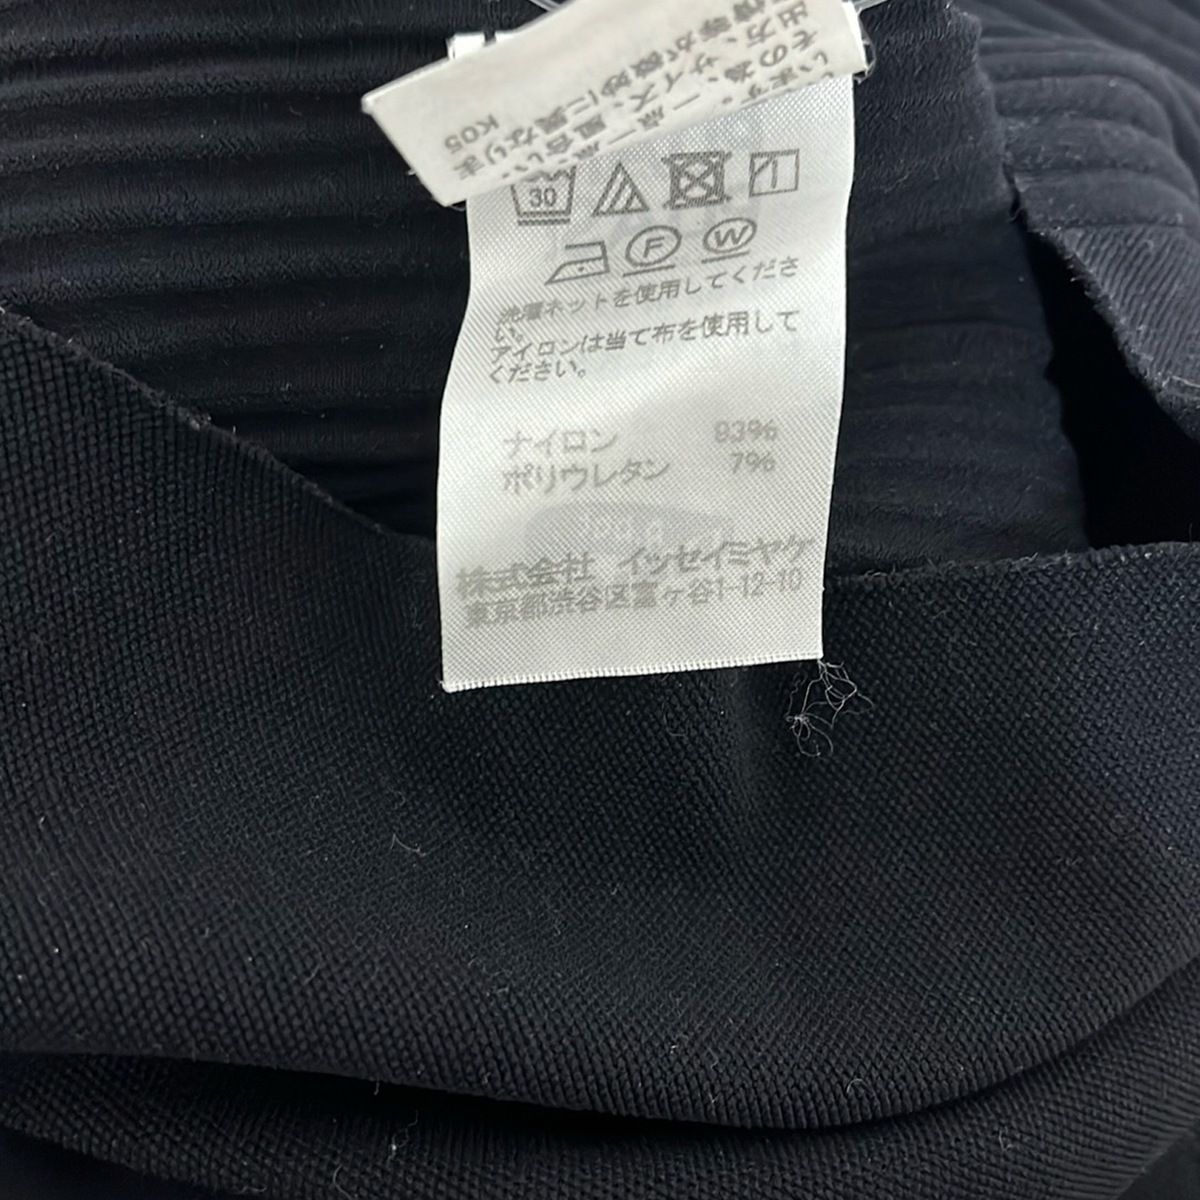 K05
30
F
W
洗濯ネットを使用してくださ
い。
アイロンは当て布を使用して
ください。
ナイロン 93%
ポリウレタン 7%
株式会社 イッセイミヤケ
東京都渋谷区富ヶ谷1-12-10